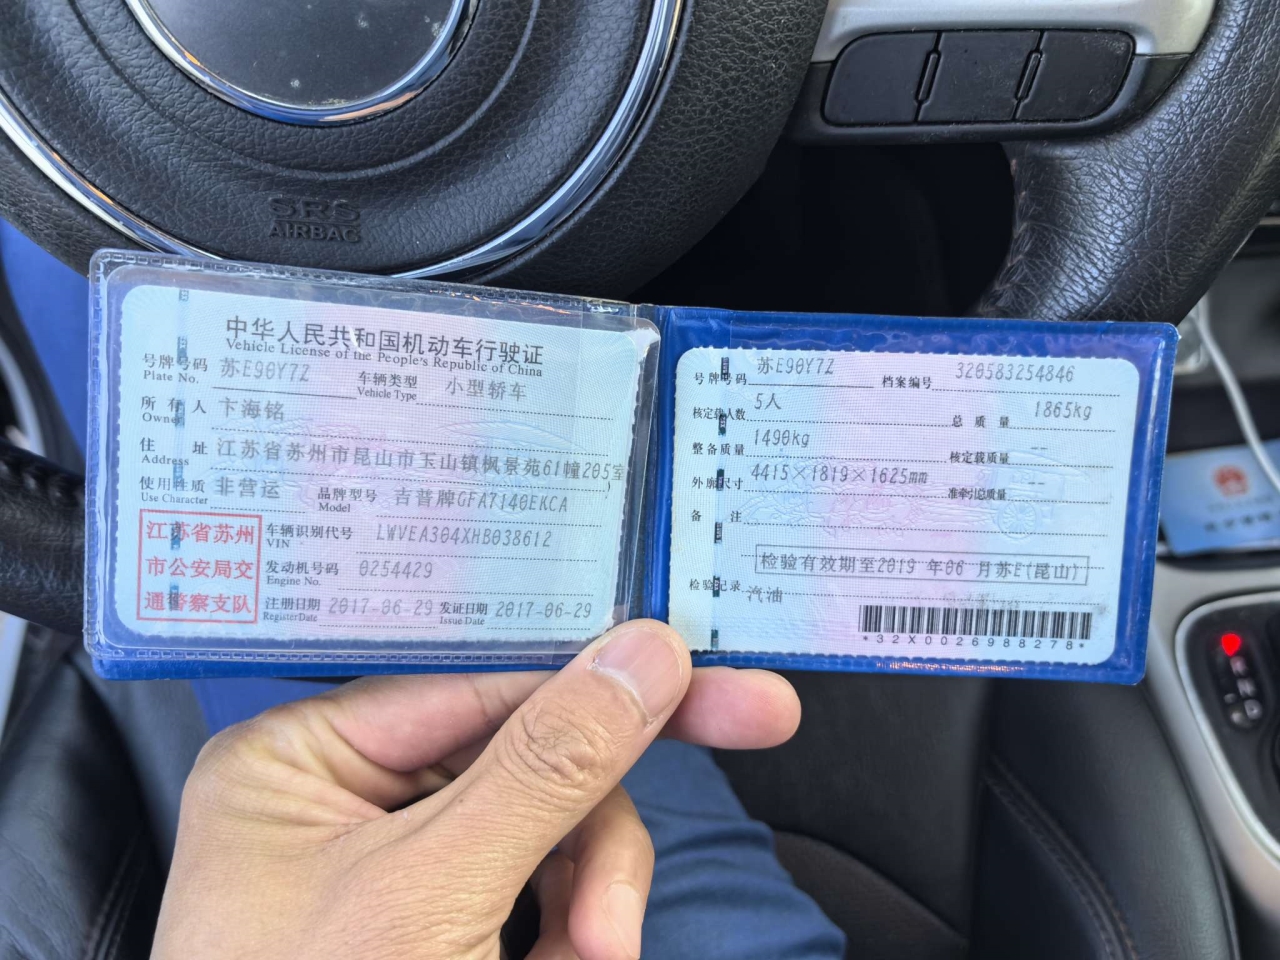 SRS
AIRBAG
中华人民共和国机动车行驶证
Vehicle License of the People's Republic of China
号牌号码 苏E90Y7Z 车辆类型 小型轿车
Plate No. Vehicle Type
所有人 卞海铭
Owner
住址 江苏省苏州市昆山市玉山镇枫景苑61幢205室
Address
使用性质 非营运 品牌型号 吉普牌GFA7140EKCA
Use Character Model
江苏省苏州
市公安局交
通警察支队
车辆识别代号 LWVEA304XHB038612
VIN
发动机号码 0254429
Engine No.
注册日期 2017-06-29 发证日期 2017-06-29
Register Date Issue Date
号牌号码 苏E90Y7Z 档案编号 320583254846
核定载人数 5人 总质量 1865kg
整备质量 1490kg 核定载质量 --
外廓尺寸 4415×1819×1625mm 准牵引总质量 --
备注
检验有效期至2019 年06 月苏E(昆山)
检验记录 汽油
*32X0026988278*